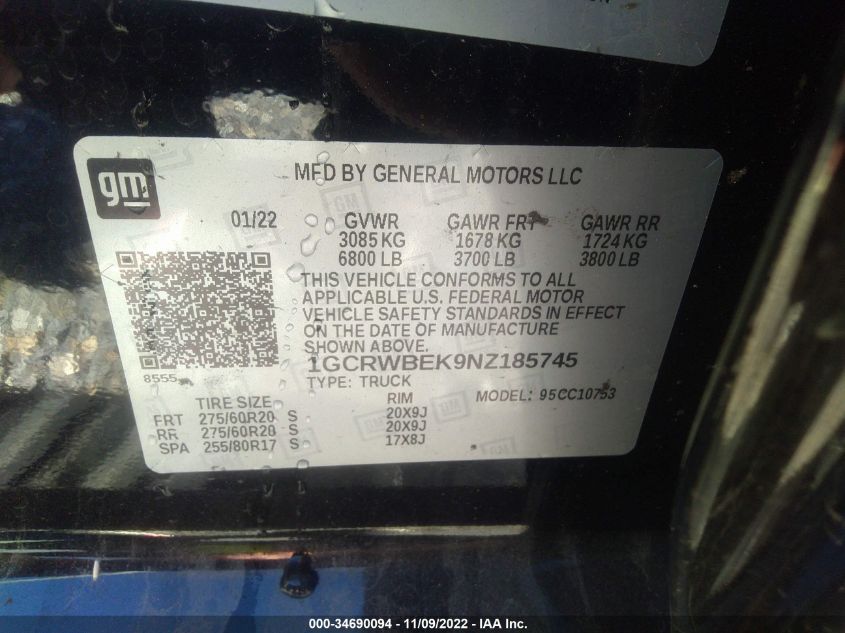 gm
MFD BY GENERAL MOTORS LLC
01/22 GVWR GAWR FRT GAWR RR
3085 KG 1678 KG 1724 KG
6800 LB 3700 LB 3800 LB
THIS VEHICLE CONFORMS TO ALL
APPLICABLE U.S. FEDERAL MOTOR
VEHICLE SAFETY STANDARDS IN EFFECT
ON THE DATE OF MANUFACTURE
SHOWN ABOVE.
1GCRWBEK9NZ185745
8555
TYPE: TRUCK MODEL: 95CC10753
TIRE SIZE RIM
FRT 275/60R20 S 20X9J
RR 275/60R20 S 20X9J
SPA 255/80R17 S 17X8J
000-34690094 - 11/09/2022 - IAA Inc.